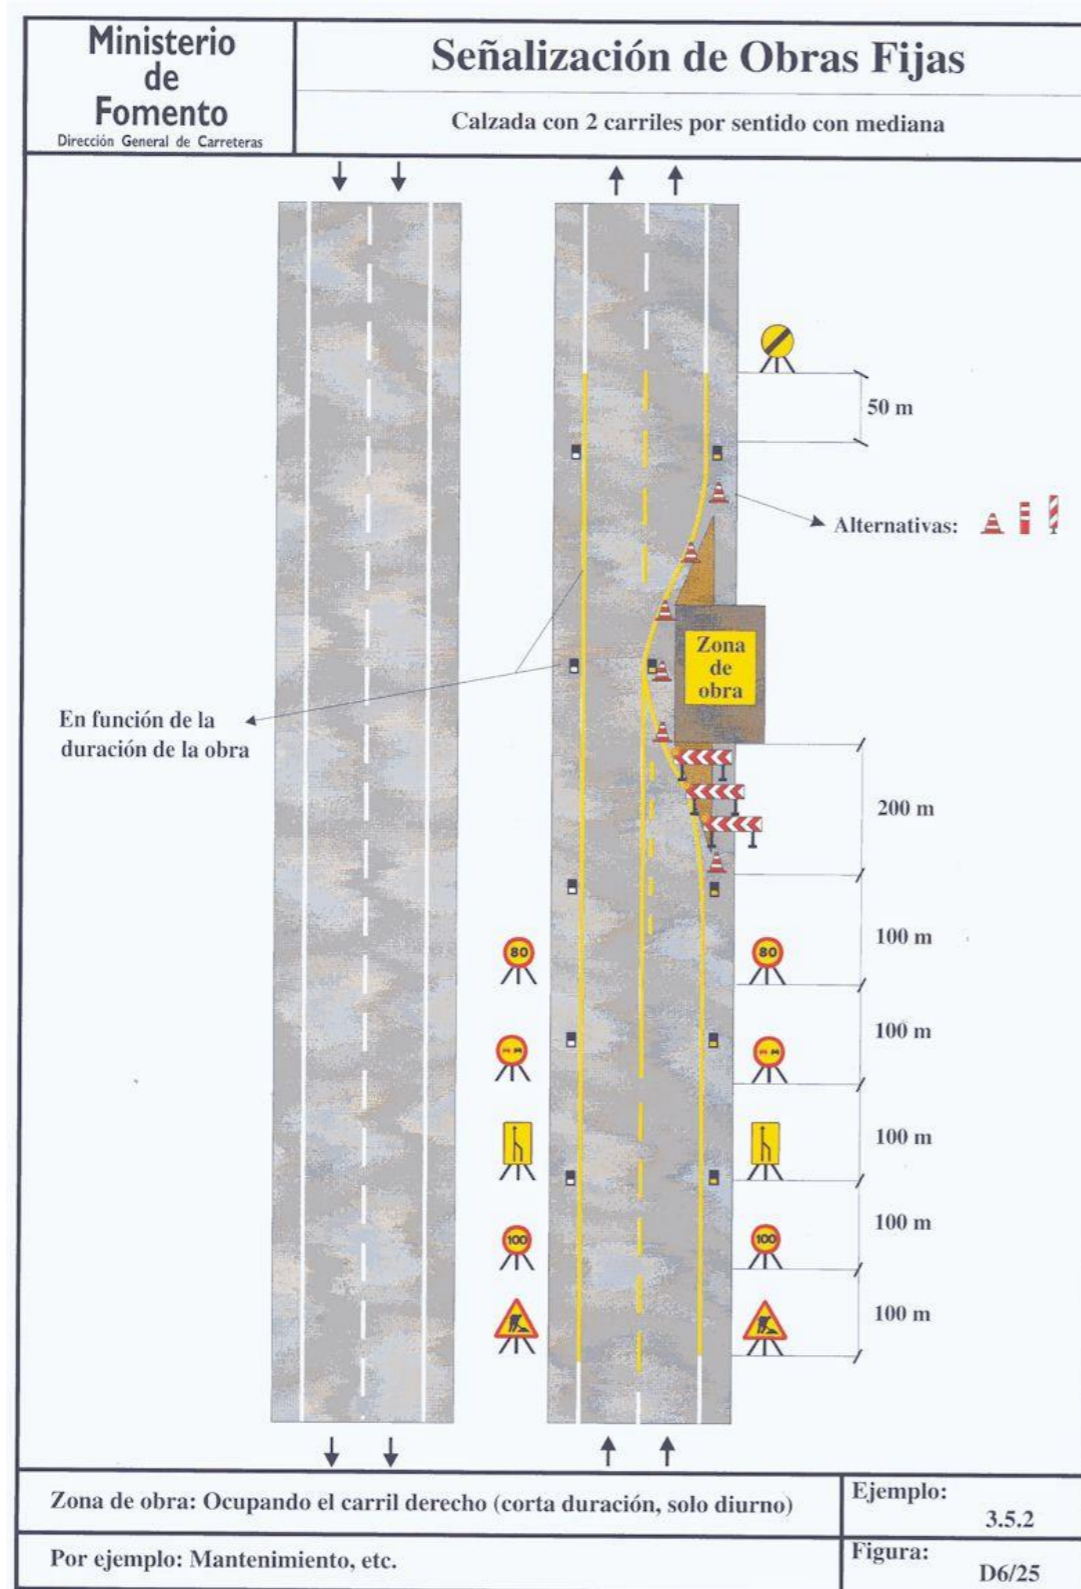 Ministerio
de
Fomento
Dirección General de Carreteras
Señalización de Obras Fijas
Calzada con 2 carriles por sentido con mediana
50 m
Alternativas:
Zona
de
obra
En función de la
duración de la obra
200 m
100 m
80
80
100 m
100 m
100 m
100
100
100 m
Zona de obra: Ocupando el carril derecho (corta duración, solo diurno)
Ejemplo:
3.5.2
Por ejemplo: Mantenimiento, etc.
Figura:
D6/25